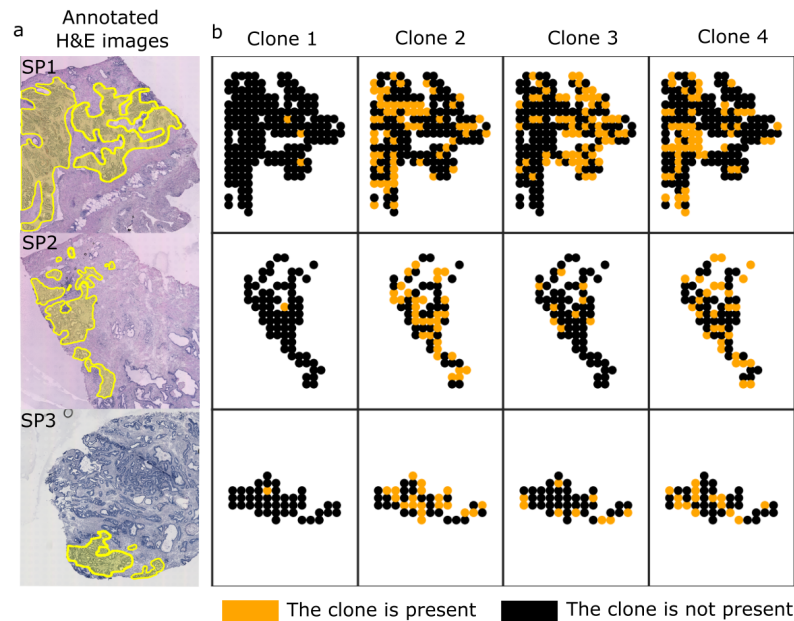 a
Annotated
H&E images
b
Clone 1
Clone 2
Clone 3
Clone 4
SP1
SP2
SP3
The clone is present
The clone is not present